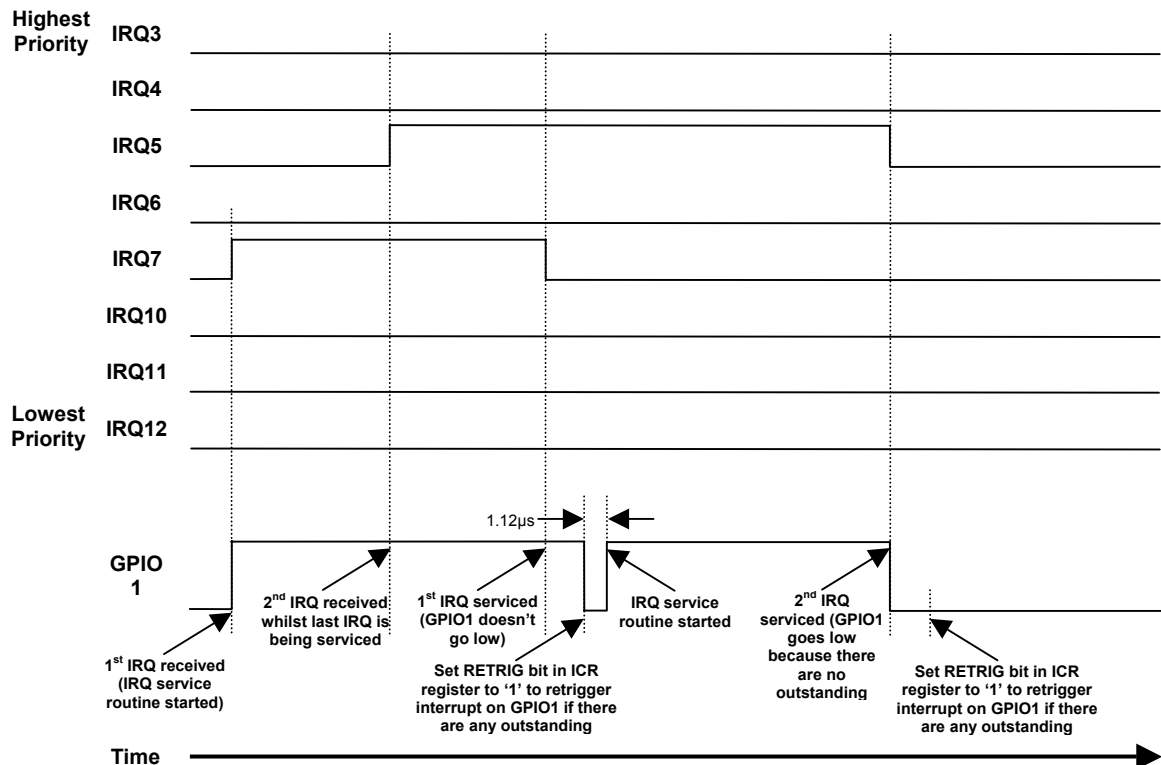 Highest
Priority
IRQ3
IRQ4
IRQ5
IRQ6
IRQ7
IRQ10
IRQ11
Lowest
Priority
IRQ12
1.12µs
GPIO
1
1st IRQ received
(IRQ service
routine started)
2nd IRQ received
whilst last IRQ is
being serviced
1st IRQ serviced
(GPIO1 doesn't
go low)
Set RETRIG bit in ICR
register to '1' to retrigger
interrupt on GPIO1 if there
are any outstanding
IRQ service
routine started
2nd IRQ
serviced (GPIO1
goes low
because there
are no
outstanding
Set RETRIG bit in ICR
register to '1' to retrigger
interrupt on GPIO1 if there
are any outstanding
Time